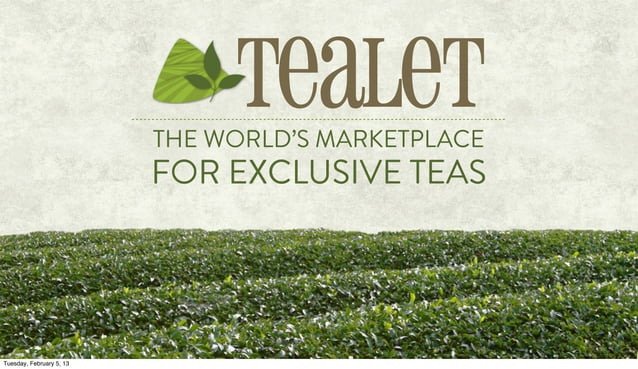 TEALET
THE WORLD'S MARKETPLACE
FOR EXCLUSIVE TEAS
Tuesday, February 5, 13